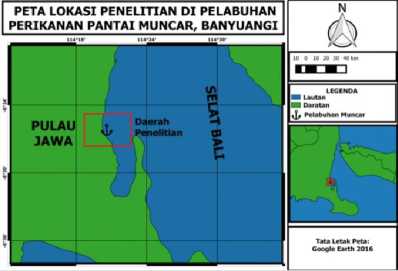 PETA LOKASI PENELITIAN DI PELABUHAN
PERIKANAN PANTAI MUNCAR, BANYUANGI
114°18'
114°24'
114°30'
PULAU
JAWA
Daerah
Penelitian
SELAT BALI
N
10 0 10 20 30 40 km
LEGENDA
Lautan
Daratan
Pelabuhan Muncar
Tata Letak Peta:
Google Earth 2016